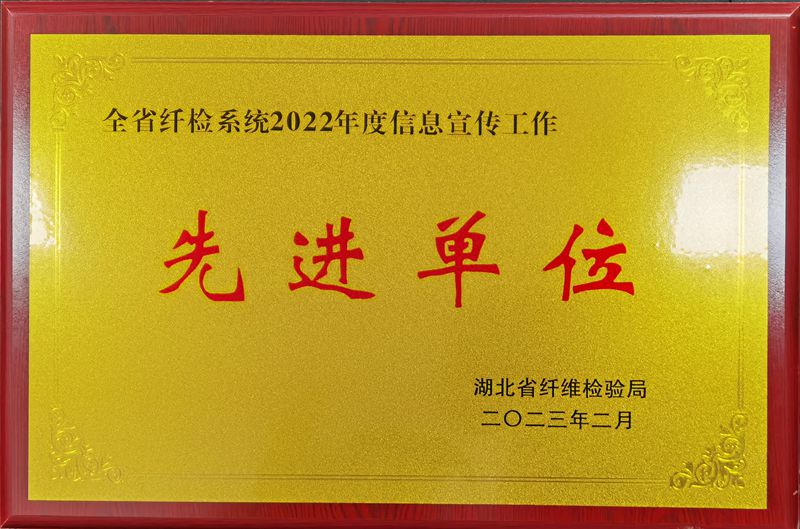 全省纤检系统2022年度信息宣传工作
先进单位
湖北省纤维检验局
二〇二三年二月